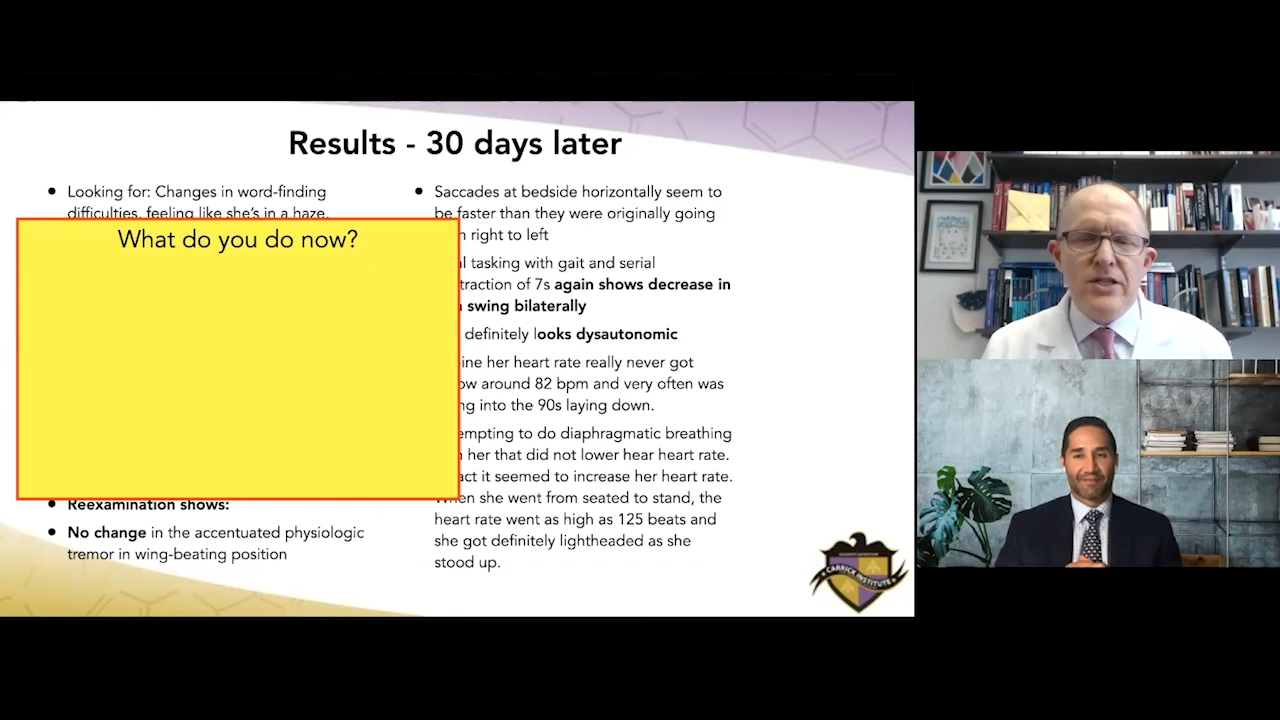 Results - 30 days later
• Looking for: Changes in word-finding
difficulties, feeling like she's in a haze.
What do you do now?
• Reexamination shows:
• No change in the accentuated physiologic
tremor in wing-beating position
• Saccades at bedside horizontally seem to
be faster than they were originally going
right to left
tasking with gait and serial
of 7s again shows decrease in
swing bilaterally
definitely looks dysautonomic
her heart rate really never got
around 82 bpm and very often was
into the 90s laying down.
to do diaphragmatic breathing
her that did not lower hear heart rate.
it seemed to increase her heart rate.
When she went from seated to stand, the
heart rate went as high as 125 beats and
she got definitely lightheaded as she
stood up.
CARRICK INSTITUTE